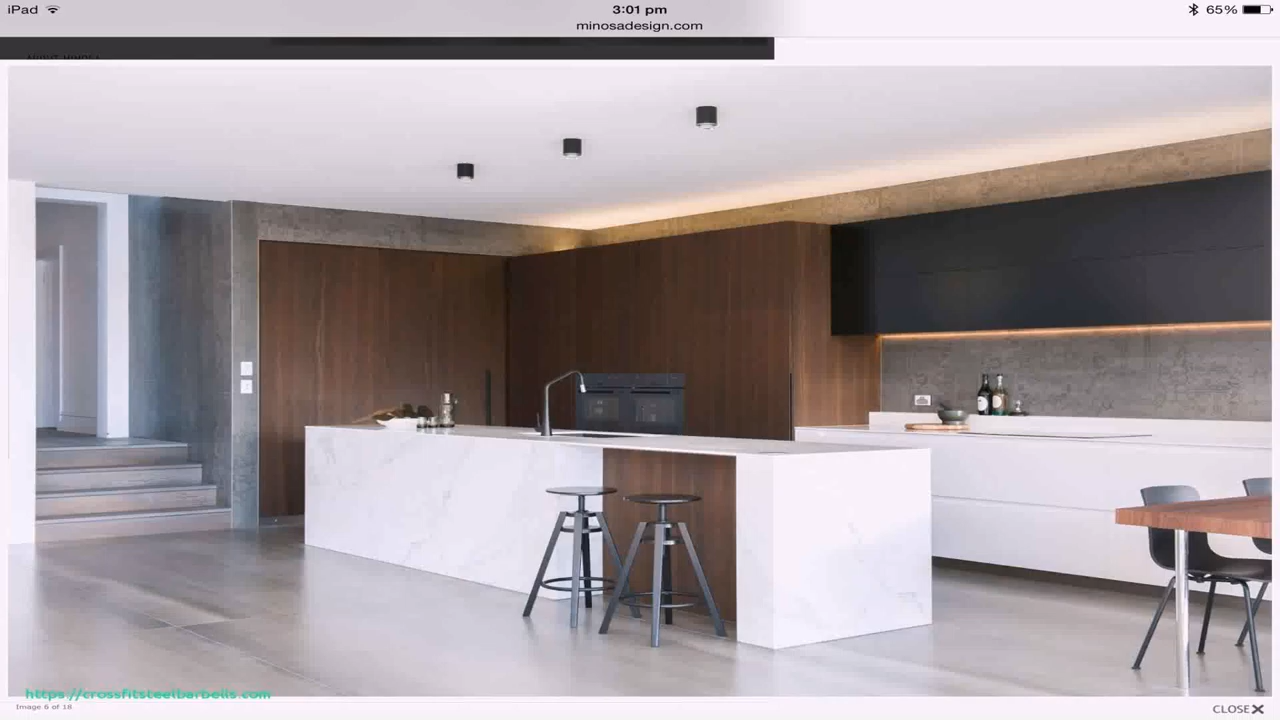 iPad 3:01 pm 65%
minosadesign.com
https://crossfitsteelbarbells.com
Image 6 of 18
CLOSE X